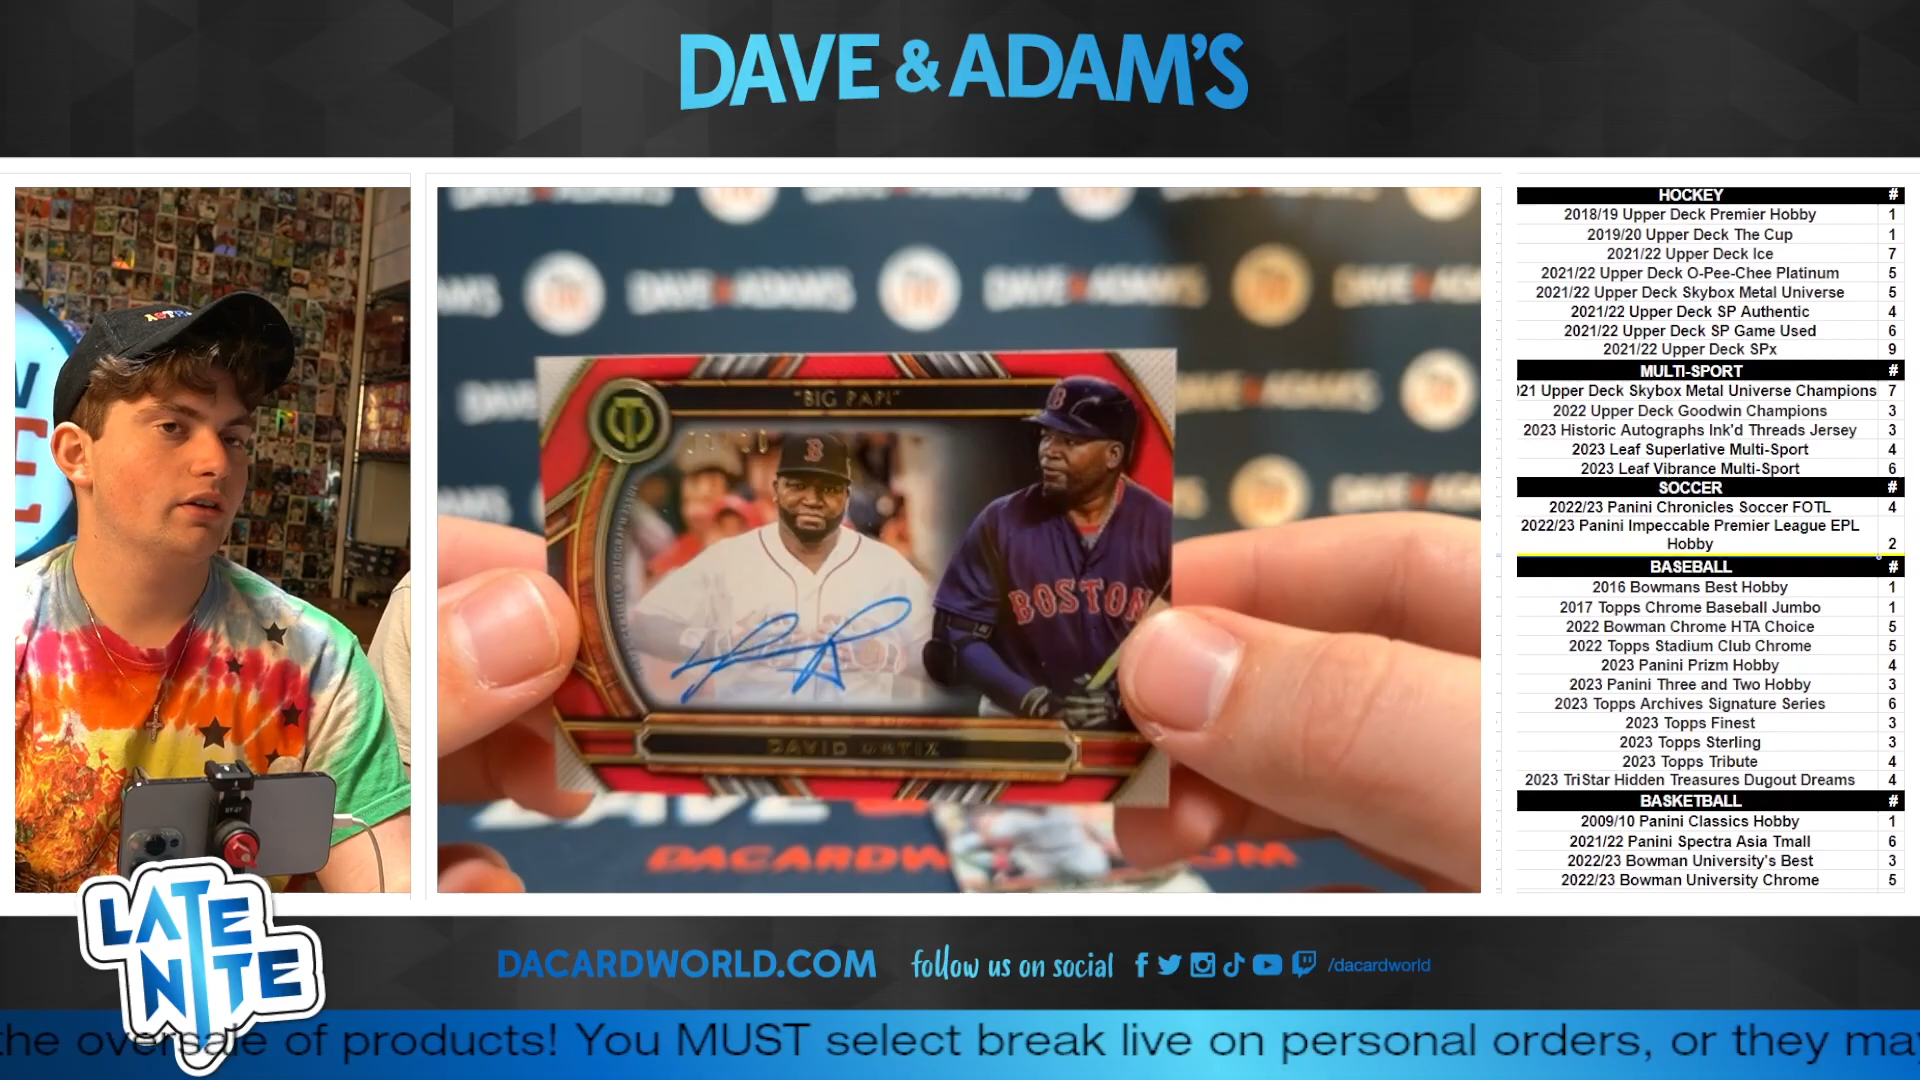 DAVE & ADAM'S
"BIG PAPI"
BOSTON
DAVID ORTIZ
DAVE ADAMS
HOCKEY #
2018/19 Upper Deck Premier Hobby 1
2019/20 Upper Deck The Cup 1
2021/22 Upper Deck Ice 7
2021/22 Upper Deck O-Pee-Chee Platinum 5
2021/22 Upper Deck Skybox Metal Universe 5
2021/22 Upper Deck SP Authentic 4
2021/22 Upper Deck SP Game Used 6
2021/22 Upper Deck SPx 9
MULTI-SPORT #
21 Upper Deck Skybox Metal Universe Champions 7
2022 Upper Deck Goodwin Champions 3
2023 Historic Autographs Ink'd Threads Jersey 3
2023 Leaf Superlative Multi-Sport 4
2023 Leaf Vibrance Multi-Sport 6
SOCCER #
2022/23 Panini Chronicles Soccer FOTL 4
2022/23 Panini Impeccable Premier League EPL
Hobby 2
BASEBALL #
2016 Bowmans Best Hobby 1
2017 Topps Chrome Baseball Jumbo 1
2022 Bowman Chrome HTA Choice 5
2022 Topps Stadium Club Chrome 5
2023 Panini Prizm Hobby 4
2023 Panini Three and Two Hobby 3
2023 Topps Archives Signature Series 6
2023 Topps Finest 3
2023 Topps Sterling 3
2023 Topps Tribute 4
2023 TriStar Hidden Treasures Dugout Dreams 4
BASKETBALL #
2009/10 Panini Classics Hobby 1
2021/22 Panini Spectra Asia Tmall 6
2022/23 Bowman University's Best 3
2022/23 Bowman University Chrome 5
LATE
NITE
DACARDWORLD.COM follow us on social /dacardworld
the oversale of products! You MUST select break live on personal orders, or they may